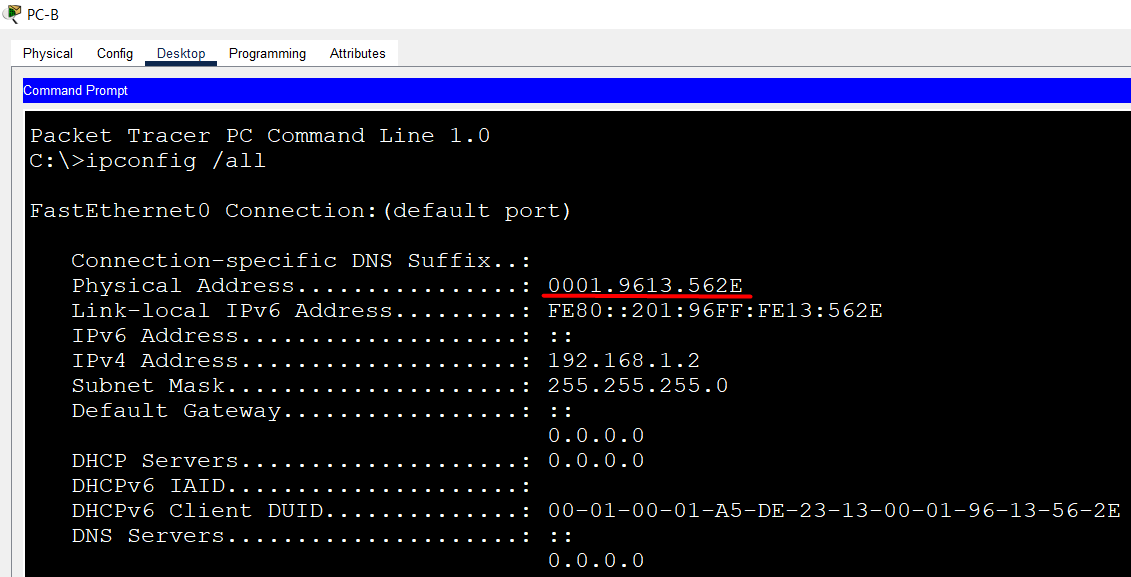 PC-B
Physical Config Desktop Programming Attributes
Command Prompt
Packet Tracer PC Command Line 1.0
C:\>ipconfig /all
FastEthernet0 Connection:(default port)
Connection-specific DNS Suffix..:
Physical Address................: 0001.9613.562E
Link-local IPv6 Address.........: FE80::201:96FF:FE13:562E
IPv6 Address....................: ::
IPv4 Address....................: 192.168.1.2
Subnet Mask.....................: 255.255.255.0
Default Gateway.................: ::
0.0.0.0
DHCP Servers....................: 0.0.0.0
DHCPv6 IAID.....................:
DHCPv6 Client DUID..............: 00-01-00-01-A5-DE-23-13-00-01-96-13-56-2E
DNS Servers.....................: ::
0.0.0.0